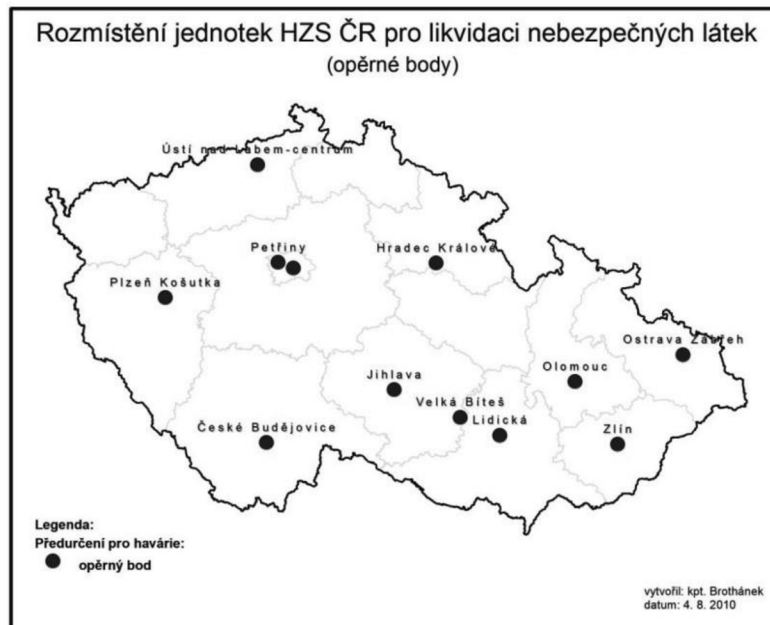 Rozmístění jednotek HZS ČR pro likvidaci nebezpečných látek
(opěrné body)
Ústí nad Labem-centrum
Petřiny
Hradec Králové
Plzeň Košutka
Ostrava Zábřeh
Olomouc
Jihlava
Velká Bíteš
Lidická
České Budějovice
Zlín
Legenda:
Předurčení pro havárie:
opěrný bod
vytvořil: kpt. Brothánek
datum: 4. 8. 2010